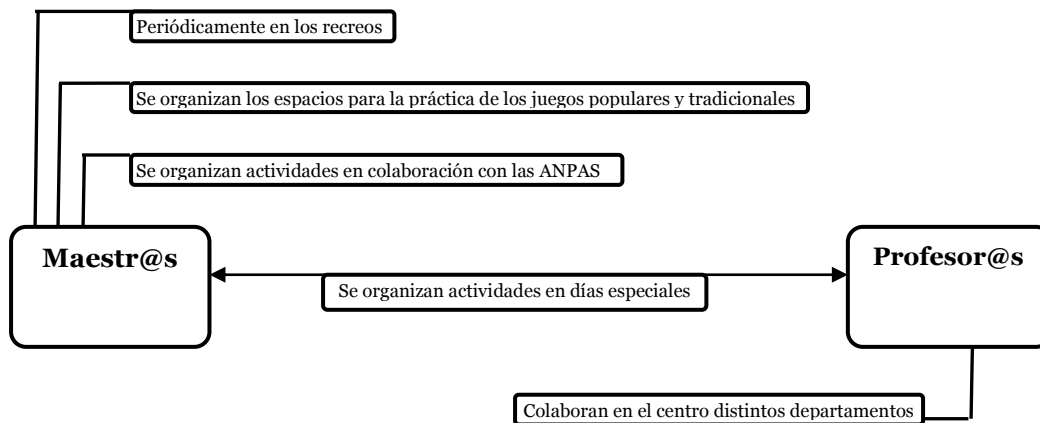 Periódicamente en los recreos
Se organizan los espacios para la práctica de los juegos populares y tradicionales
Se organizan actividades en colaboración con las ANPAS
Maestr@s
Profesor@s
Se organizan actividades en días especiales
Colaboran en el centro distintos departamentos